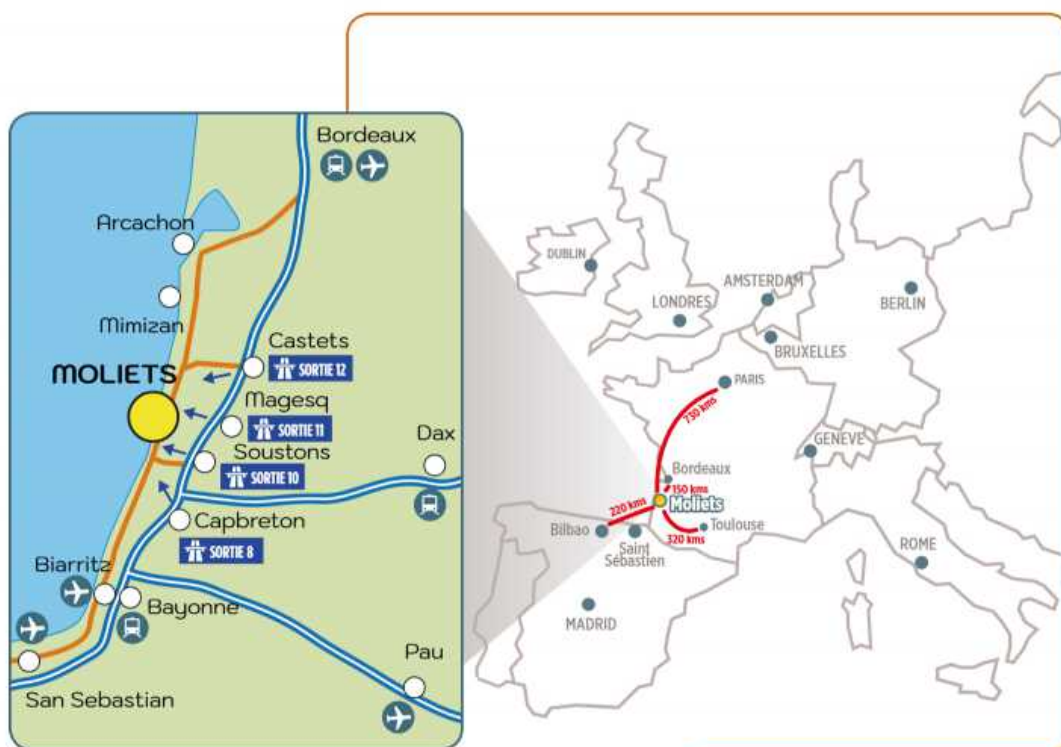 Bordeaux
Arcachon
Mimizan
Castets
SORTIE 12
MOLIETS
Magesq
SORTIE 11
Dax
Soustons
SORTIE 10
Capbreton
SORTIE 8
Biarritz
Bayonne
Pau
San Sebastian
DUBLIN
AMSTERDAM
BERLIN
LONDRES
BRUXELLES
PARIS
730 kms
GENÈVE
Bordeaux
150 kms
Moliets
220 kms
Bilbao
Toulouse
320 kms
Saint
Sébastien
ROME
MADRID